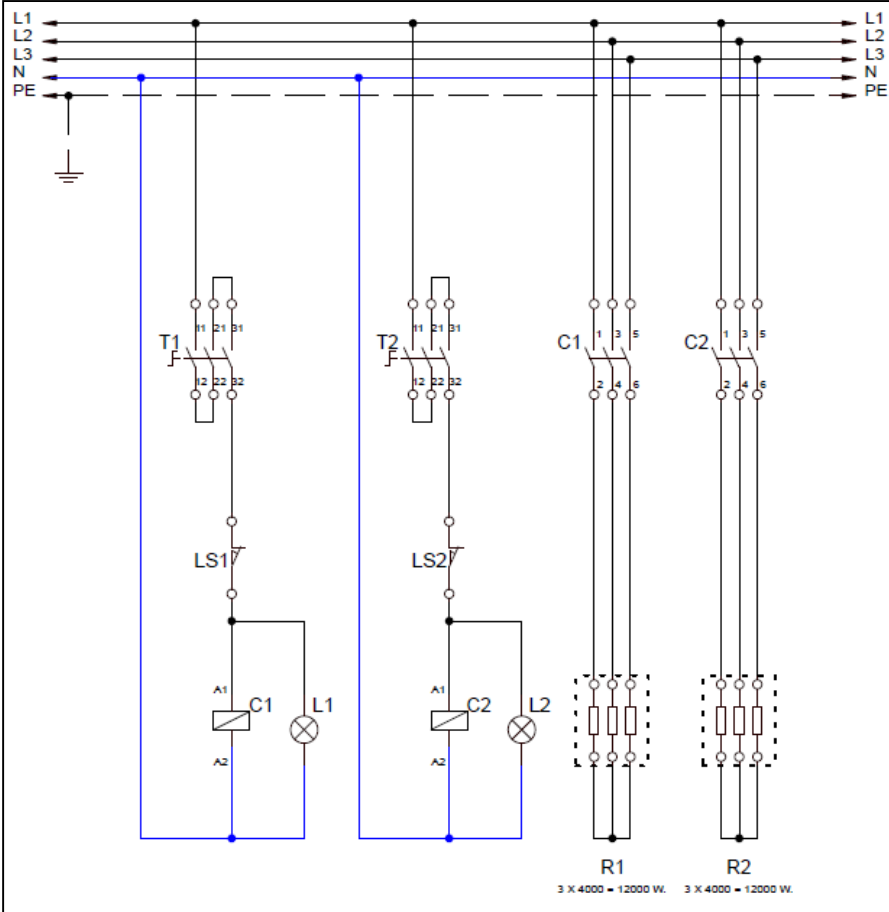 L1 L1
L2 L2
L3 L3
N N
PE PE
11 21 31 11 21 31 1 3 5 1 3 5
T1 T2 C1 C2
12 22 32 12 22 32 2 4 6 2 4 6
LS1 LS2
A1 A1
C1 L1 C2 L2
A2 A2
R1 R2
3 X 4000 = 12000 W. 3 X 4000 = 12000 W.